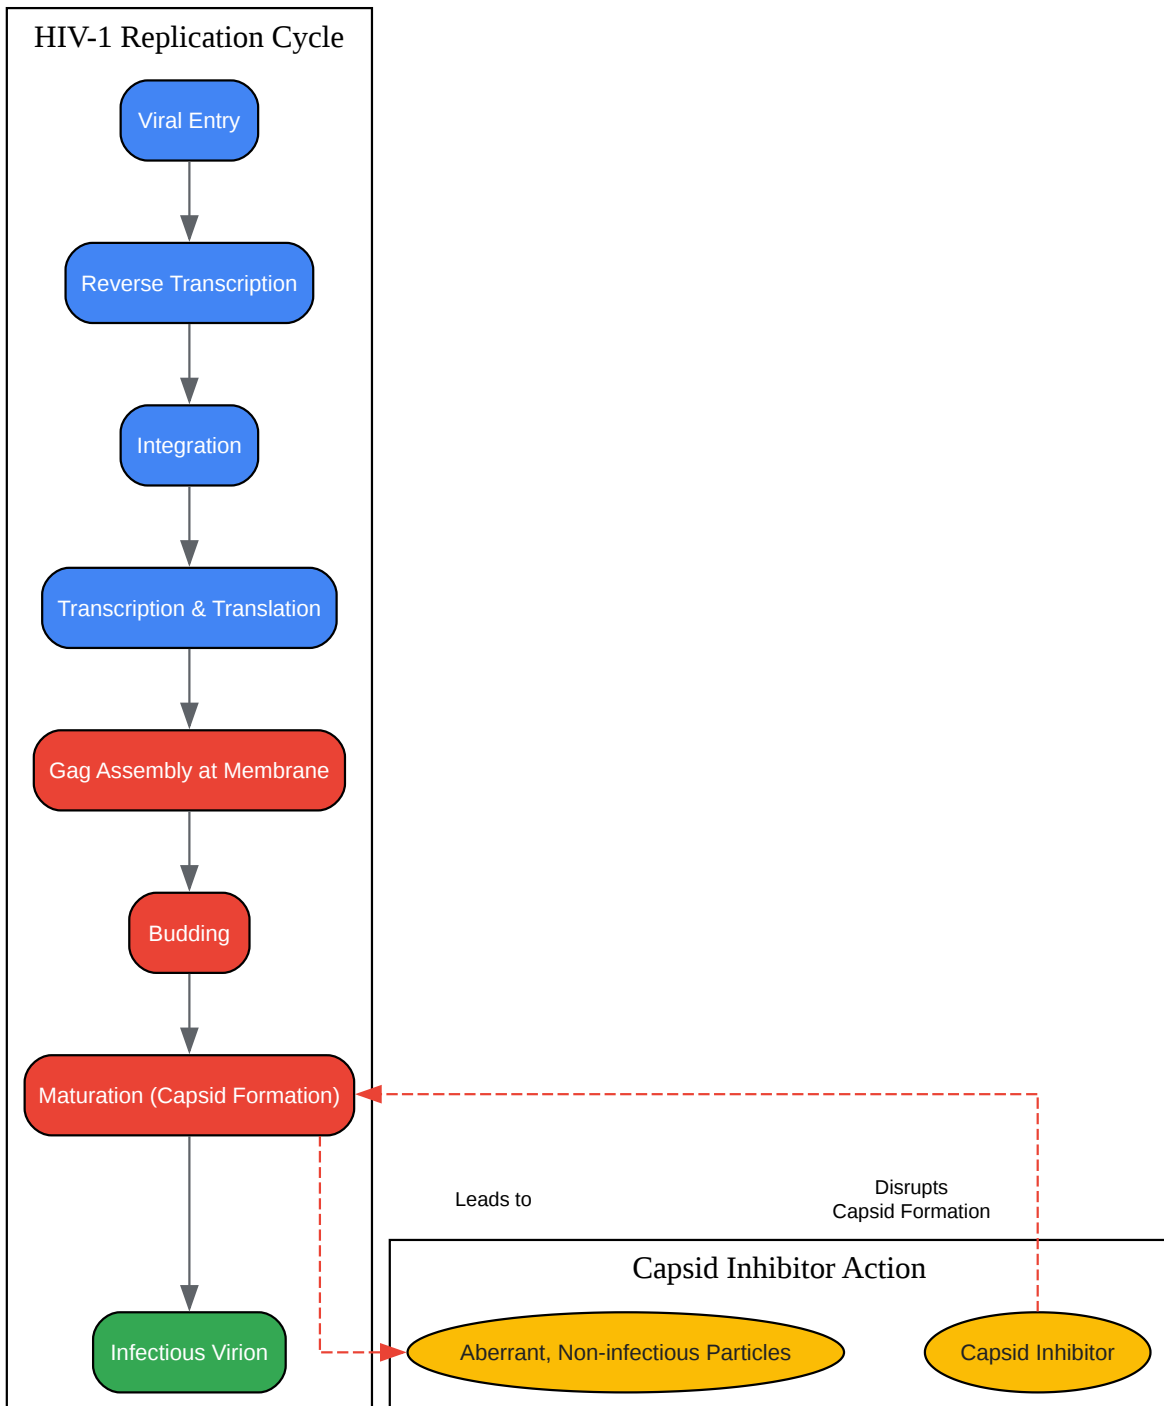 HIV-1 Replication Cycle
Viral Entry
Reverse Transcription
Integration
Transcription & Translation
Gag Assembly at Membrane
Budding
Maturation (Capsid Formation)
Leads to
Disrupts
Capsid Formation
Capsid Inhibitor Action
Infectious Virion
Aberrant, Non-infectious Particles
Capsid Inhibitor